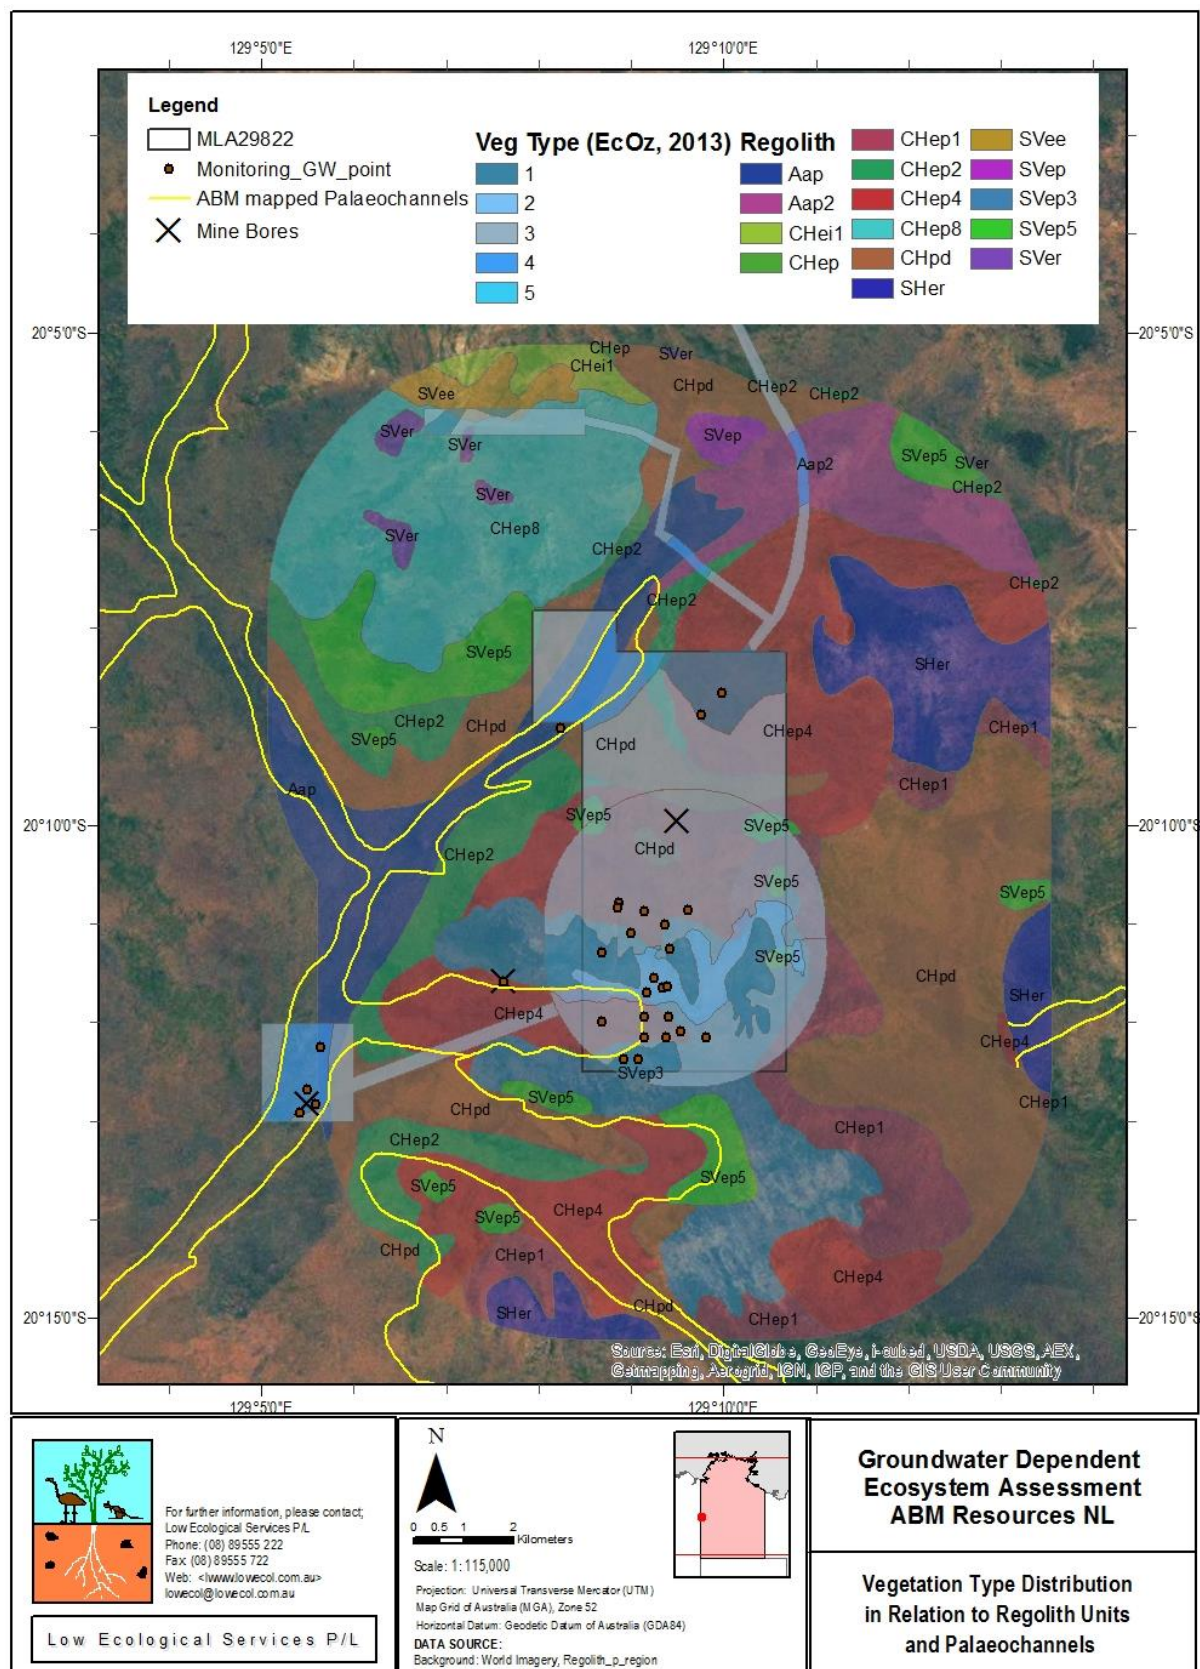 129°5'0"E
129°10'0"E
Legend
MLA29822
Monitoring_GW_point
ABM mapped Palaeochannels
Mine Bores
Veg Type (EcOz, 2013)
1
2
3
4
5
Regolith
Aap
Aap2
CHei1
CHep
CHep1
CHep2
CHep4
CHep8
CHpd
SHer
SVee
SVep
SVep3
SVep5
SVer
20°5'0"S
20°5'0"S
CHep
SVer
CHei1
CHpd
CHep2
CHep2
SVee
SVer
SVer
SVep
Aap2
SVep5
SVer
CHep2
SVer
CHep8
SVer
CHep2
CHep2
CHep2
SVep5
SHer
CHep2
CHpd
SVep5
CHpd
CHep4
CHep1
Aap
CHep1
20°10'0"S
20°10'0"S
SVep5
SVep5
CHep2
CHpd
SVep5
SVep5
SVep5
CHpd
SHer
CHep4
CHep4
SVep3
SVep5
CHpd
CHep1
CHep1
CHep2
SVep5
SVep5
SVep5
CHep4
CHpd
CHep1
CHep4
SHer
CHpd
CHep1
20°15'0"S
20°15'0"S
Source: Esri, DigitalGlobe, GeoEye, i-cubed, USDA, USGS, AEX,
Getmapping, Aerogrid, IGN, IGP, and the GIS User Community
129°5'0"E
129°10'0"E
For further information, please contact;
Low Ecological Services P/L
Phone: (08) 89555 222
Fax: (08) 89555 722
Web: <\www.lowecol.com.au>
lowecol@lowecol.com.au
Low Ecological Services P/L
N
0 0.5 1 2
Kilometers
Scale: 1:115,000
Projection: Universal Transverse Mercator (UTM)
Map Grid of Australia (MGA), Zone 52
Horizontal Datum: Geodetic Datum of Australia (GDA84)
DATA SOURCE:
Background: World Imagery, Regolith_p_region
Groundwater Dependent
Ecosystem Assessment
ABM Resources NL
Vegetation Type Distribution
in Relation to Regolith Units
and Palaeochannels